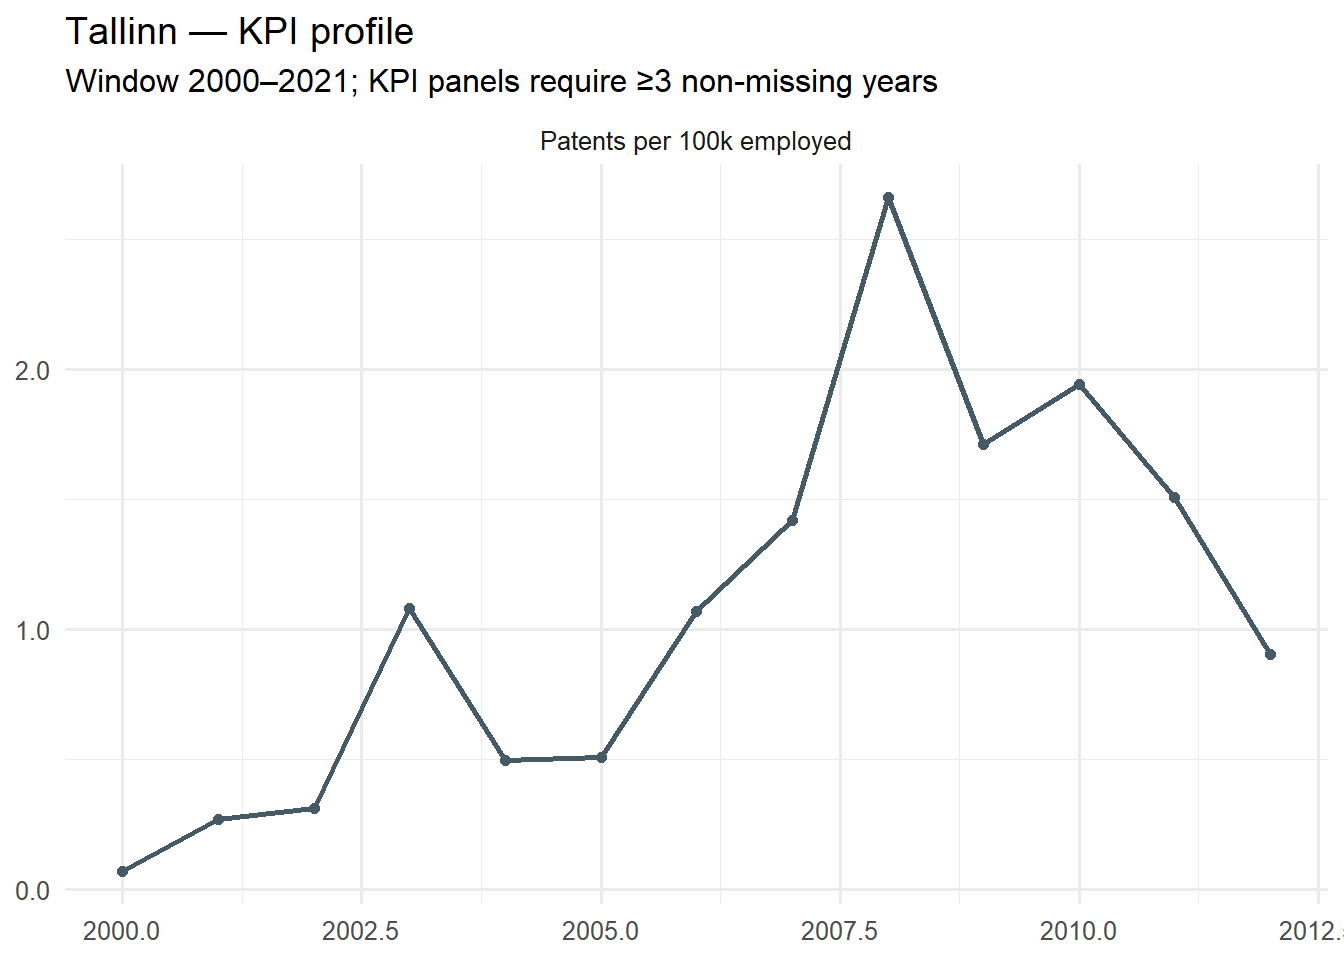 Tallinn — KPI profile
Window 2000–2021; KPI panels require ≥3 non-missing years
Patents per 100k employed
2.0
1.0
0.0
2000.0 2002.5 2005.0 2007.5 2010.0 2012.